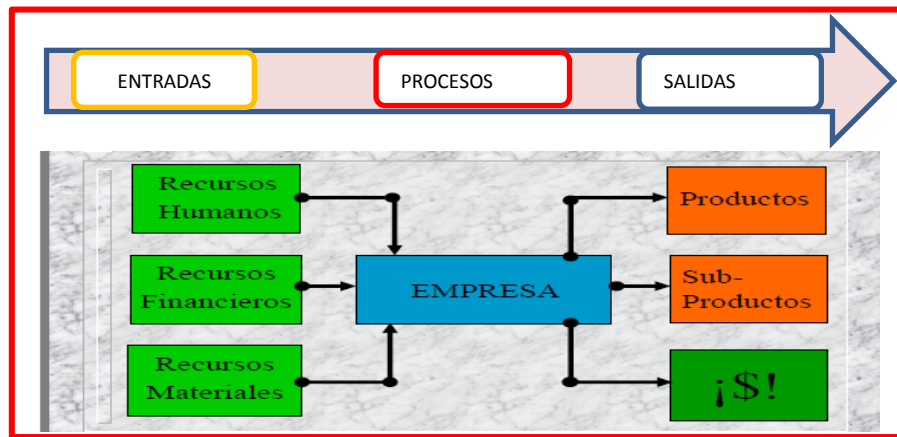 ENTRADAS
PROCESOS
SALIDAS
Recursos
Humanos
Recursos
Financieros
Recursos
Materiales
EMPRESA
Productos
Sub-
Productos
¡$!